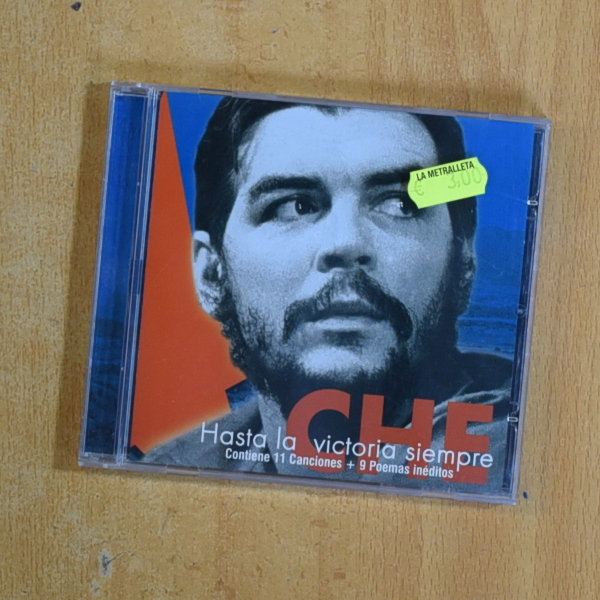 LA METRALLETA
€ 3,00
CHE
Hasta la victoria siempre
Contiene 11 Canciones + 9 Poemas inéditos